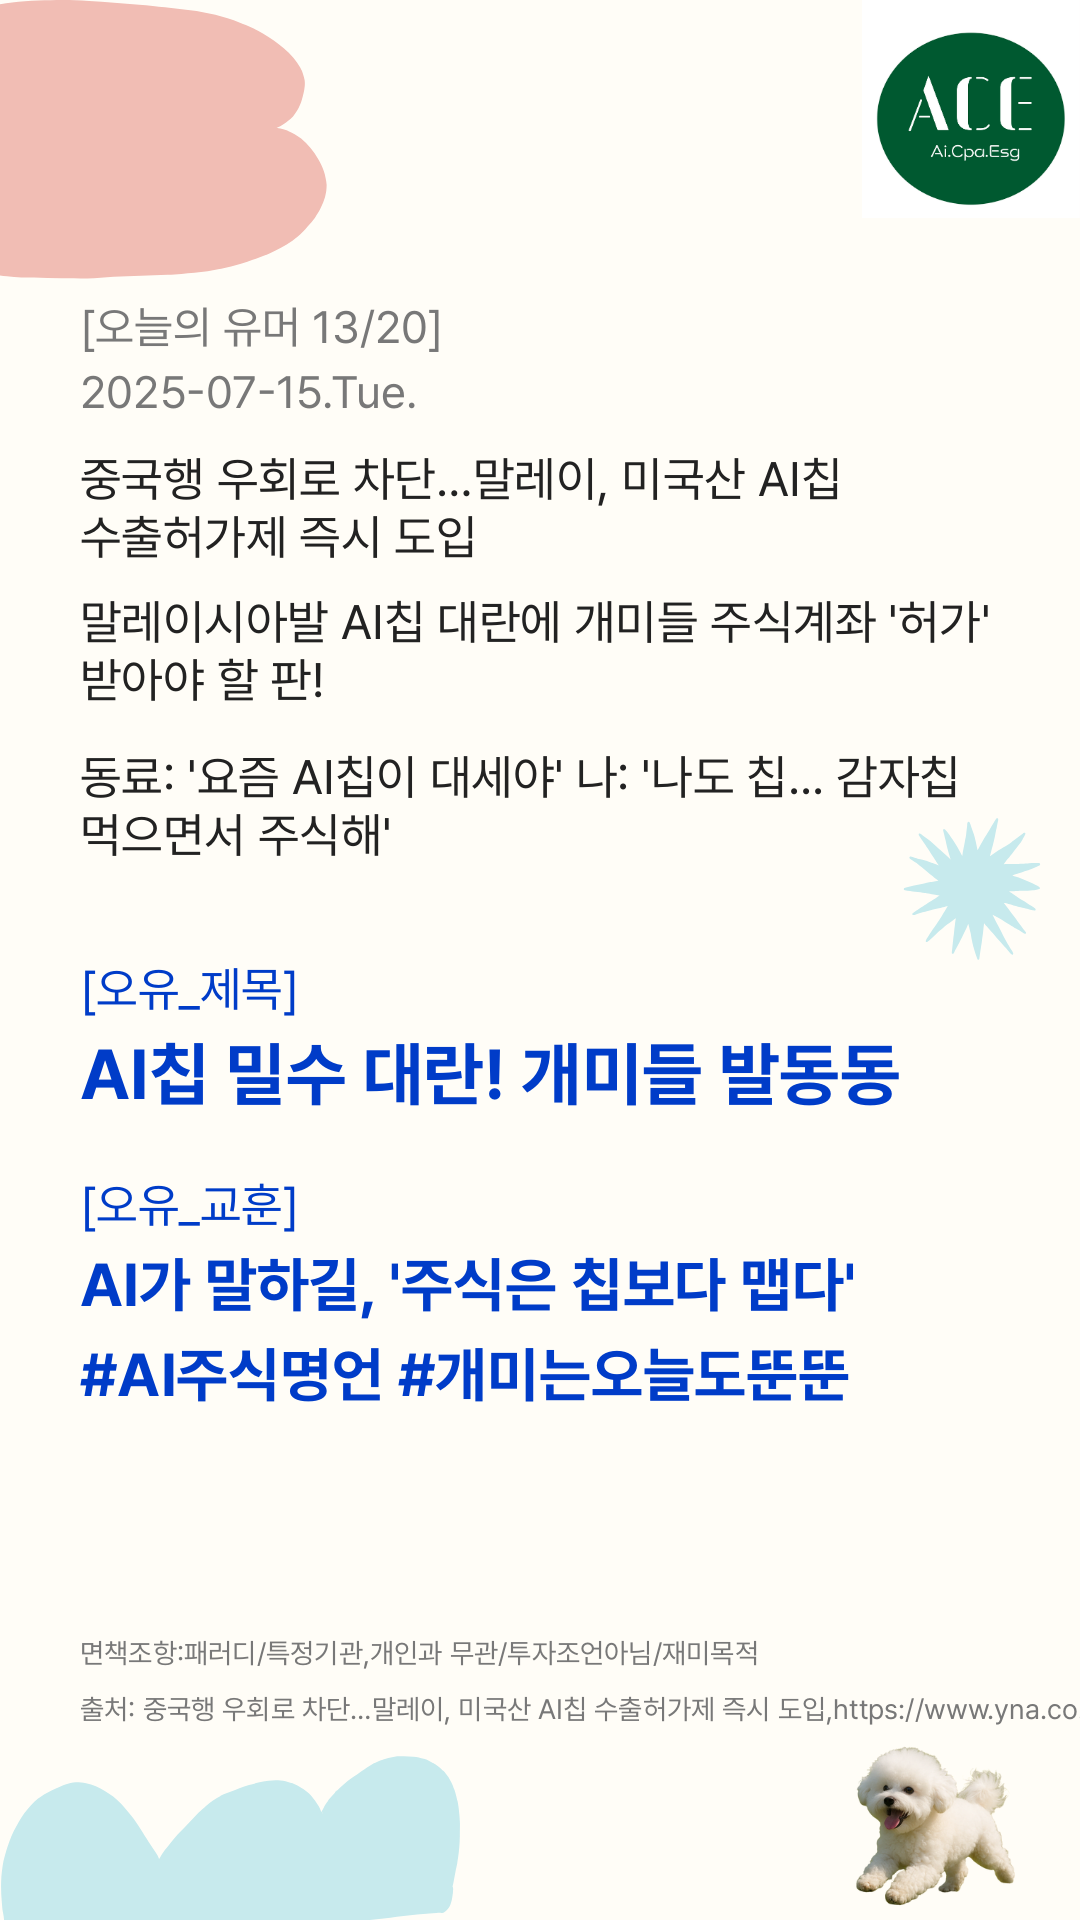 ACE
Ai.Cpa.Esg
[오늘의 유머 13/20]
2025-07-15.Tue.
중국행 우회로 차단...말레이, 미국산 AI칩
수출허가제 즉시 도입
말레이시아발 AI칩 대란에 개미들 주식계좌 '허가'
받아야 할 판!
동료: '요즘 AI칩이 대세야' 나: '나도 칩... 감자칩
먹으면서 주식해'
[오유_제목]
AI칩 밀수 대란! 개미들 발동동
[오유_교훈]
AI가 말하길, '주식은 칩보다 맵다'
#AI주식명언 #개미는오늘도뚠뚠
면책조항:패러디/특정기관,개인과 무관/투자조언아님/재미목적
출처: 중국행 우회로 차단...말레이, 미국산 AI칩 수출허가제 즉시 도입,https://www.yna.co